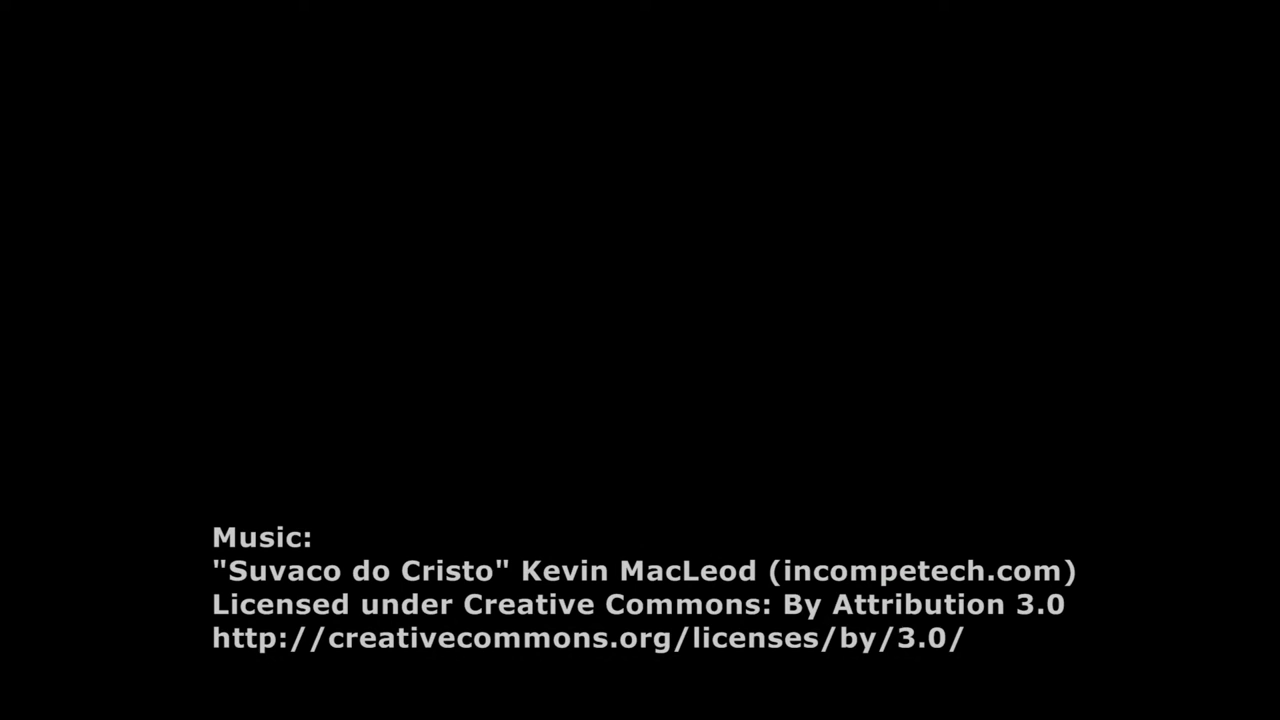 Music:
"Suvaco do Cristo" Kevin MacLeod (incompetech.com)
Licensed under Creative Commons: By Attribution 3.0
http://creativecommons.org/licenses/by/3.0/